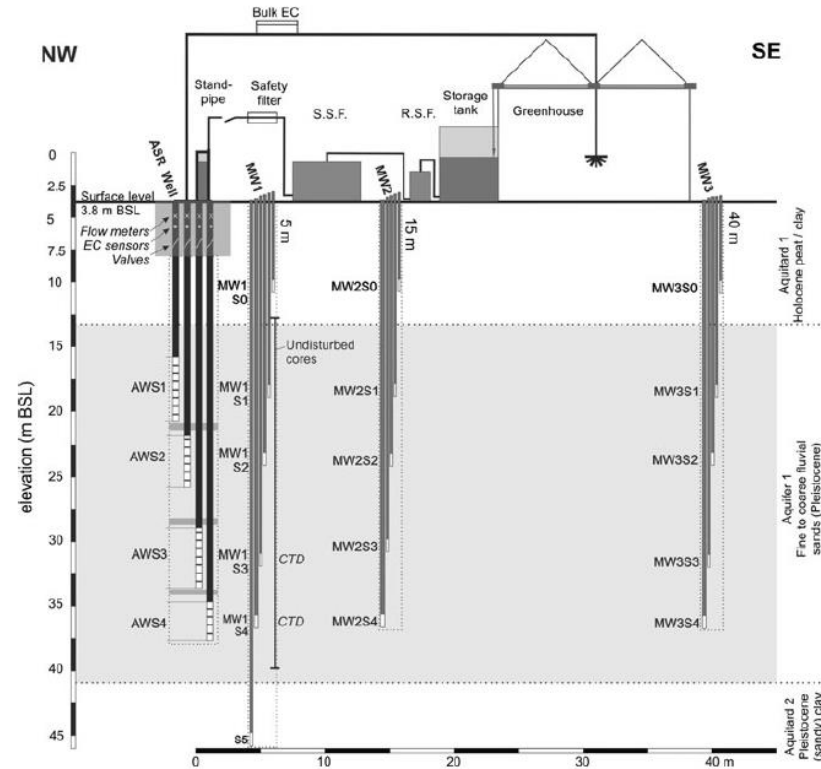 Bulk EC
NW
SE
Stand-
pipe
Safety
filter
S.S.F.
R.S.F.
Storage
tank
Greenhouse
ASR Well
MW1
MW2
MW3
0
2.5
5
7.5
10
15
20
25
30
35
40
45
elevation (m BSL)
Surface level
3.8 m BSL
Flow meters
EC sensors
Valves
5 m
15 m
40 m
MW1
S0
MW2S0
MW3S0
Undisturbed
cores
AWS1
MW1
S1
MW2S1
MW3S1
AWS2
MW1
S2
MW2S2
MW3S2
AWS3
MW1
S3
CTD
MW2S3
MW3S3
AWS4
MW1
S4
CTD
MW2S4
MW3S4
S5
Aquitard 1
Holocene peat / clay
Aquifer 1
Fine to coarse fluvial
sands (Pleistocene)
Aquitard 2
Pleistocene
(sandy) clay
0
10
20
30
40 m